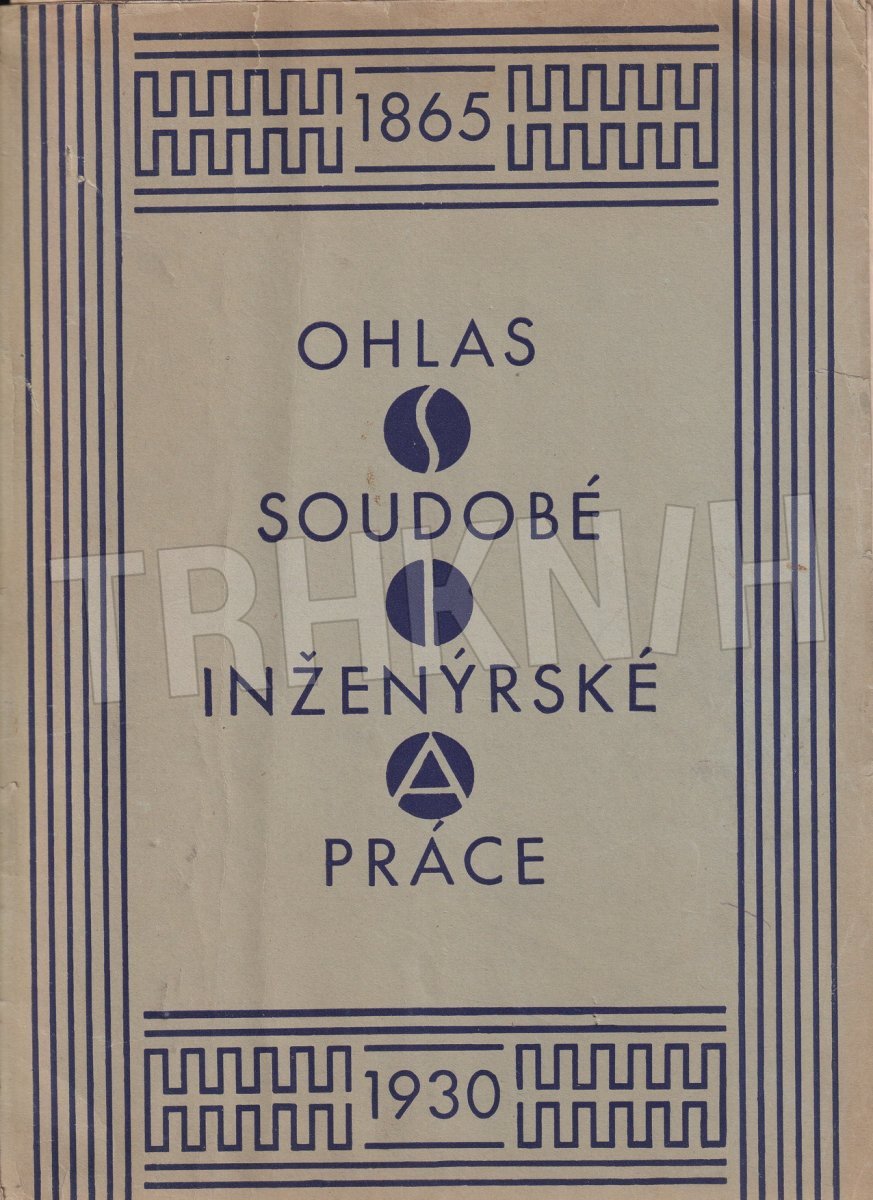 1865
OHLAS
S
SOUDOBÉ
I
INŽENÝRSKÉ
A
PRÁCE
1930
TRHKNIH